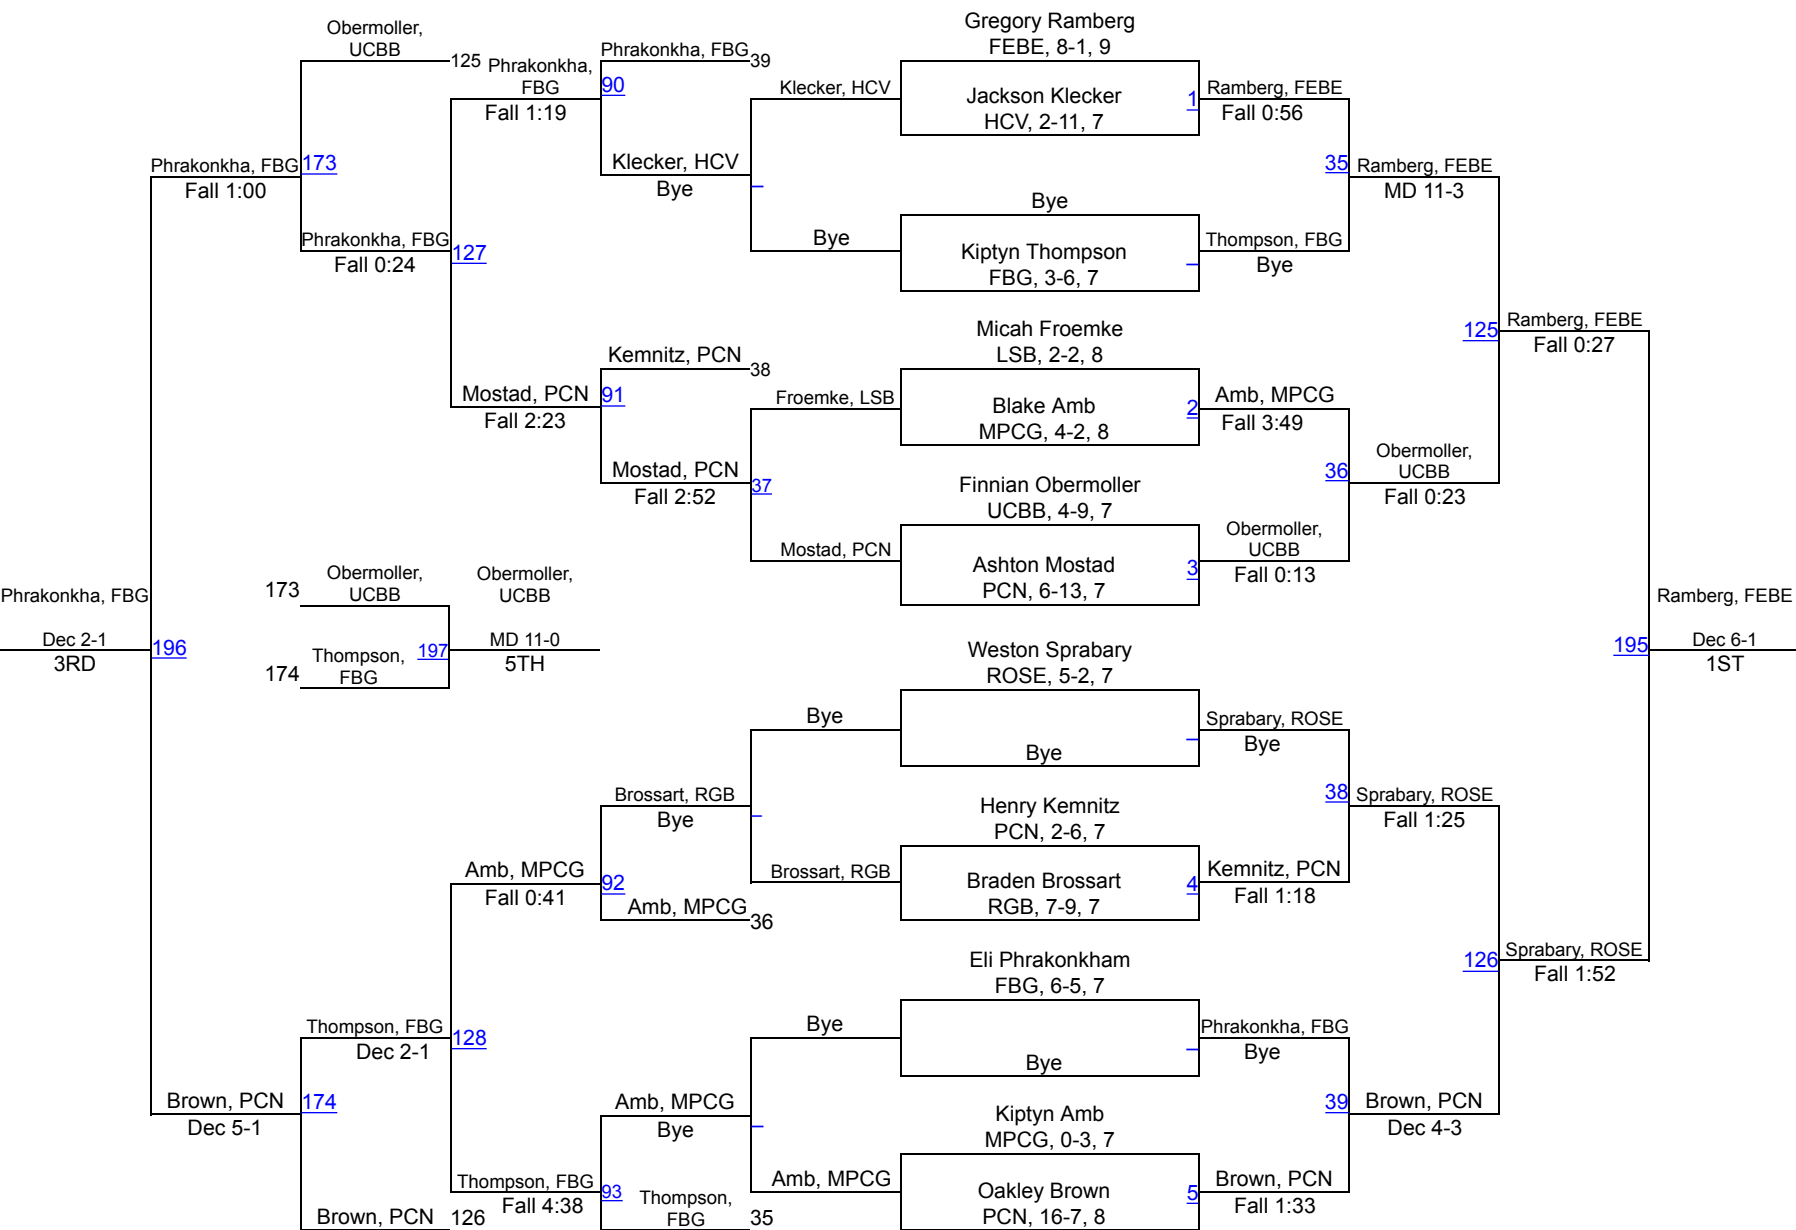 Gregory Ramberg
FEBE, 8-1, 9
Jackson Klecker
HCV, 2-11, 7
1
Bye
Kiptyn Thompson
FBG, 3-6, 7
Micah Froemke
LSB, 2-2, 8
Blake Amb
MPCG, 4-2, 8
2
Finnian Obermoller
UCBB, 4-9, 7
Ashton Mostad
PCN, 6-13, 7
3
Weston Sprabary
ROSE, 5-2, 7
Bye
Henry Kemnitz
PCN, 2-6, 7
Braden Brossart
RGB, 7-9, 7
4
Eli Phrakonkham
FBG, 6-5, 7
Bye
Kiptyn Amb
MPCG, 0-3, 7
Oakley Brown
PCN, 16-7, 8
5
Ramberg, FEBE
Fall 0:56
Thompson, FBG
Bye
Amb, MPCG
Fall 3:49
Obermoller,
UCBB
Fall 0:13
Sprabary, ROSE
Bye
Kemnitz, PCN
Fall 1:18
Phrakonkha, FBG
Bye
Brown, PCN
Fall 1:33
35
Ramberg, FEBE
MD 11-3
36
Obermoller,
UCBB
Fall 0:23
38
Sprabary, ROSE
Fall 1:25
39
Brown, PCN
Dec 4-3
125
Ramberg, FEBE
Fall 0:27
126
Sprabary, ROSE
Fall 1:52
195
Ramberg, FEBE
Dec 6-1
1ST
Klecker, HCV
Bye
Froemke, LSB
Mostad, PCN
Bye
Brossart, RGB
Bye
Amb, MPCG
Phrakonkha, FBG
39
Klecker, HCV
Bye
Kemnitz, PCN
38
Mostad, PCN
Fall 2:52
37
Brossart, RGB
Bye
Amb, MPCG
36
Amb, MPCG
Bye
Thompson,
FBG
35
Phrakonkha,
FBG
Fall 1:19
90
Mostad, PCN
Fall 2:23
91
Amb, MPCG
Fall 0:41
92
Thompson, FBG
Fall 4:38
93
Obermoller,
UCBB
125
Phrakonkha, FBG
Fall 0:24
127
Thompson, FBG
Dec 2-1
128
Brown, PCN
126
Phrakonkha, FBG
Fall 1:00
173
Brown, PCN
Dec 5-1
174
Phrakonkha, FBG
Dec 2-1
3RD
196
173
Obermoller,
UCBB
174
Thompson,
FBG
197
Obermoller,
UCBB
MD 11-0
5TH